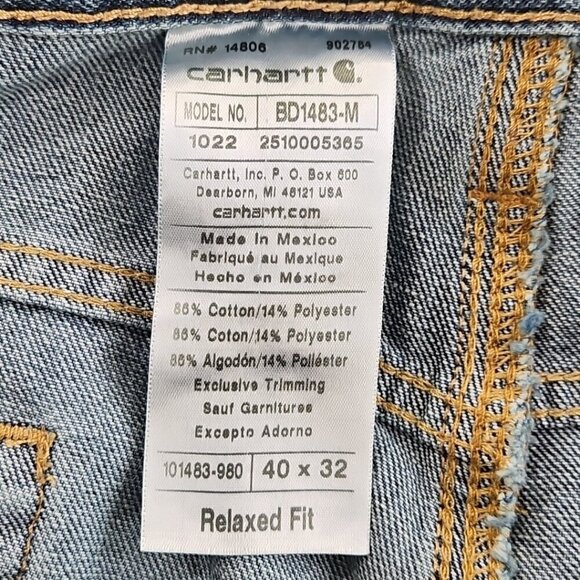 RN# 14806 902784
carhartt
MODEL NO. BD1483-M
1022 2510005365
Carhartt, Inc. P. O. Box 600
Dearborn, MI 48121 USA
carhartt.com
Made in Mexico
Fabriqué au Mexique
Hecho en México
86% Cotton/14% Polyester
86% Coton/14% Polyester
86% Algodón/14% Poliéster
Exclusive Trimming
Sauf Garnitures
Excepto Adorno
101483-980 40 x 32
Relaxed Fit